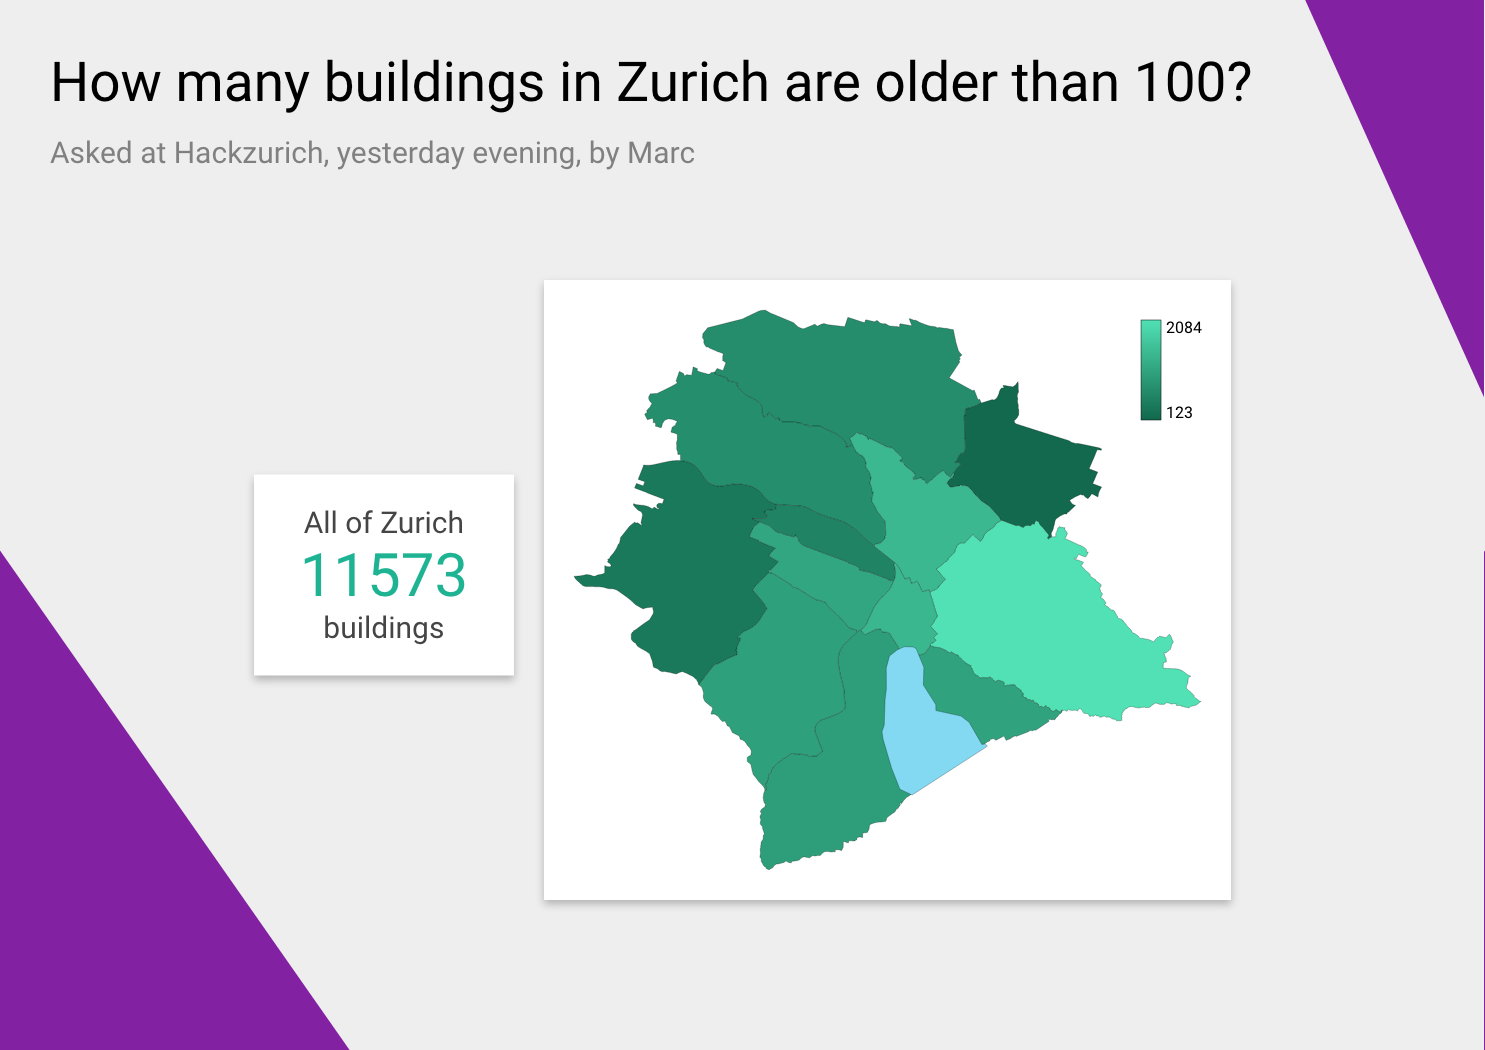 How many buildings in Zurich are older than 100?
Asked at Hackzurich, yesterday evening, by Marc
All of Zurich
11573
buildings
2084
123